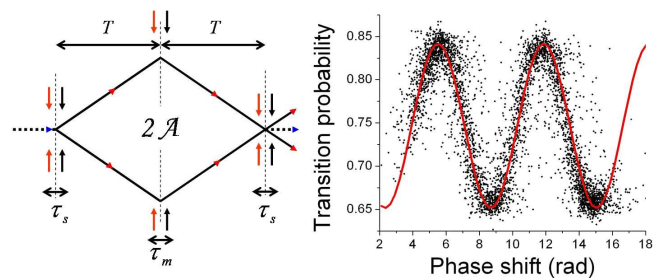 T T
2 𝒜
τs τs
τm
Transition probability
0.85
0.80
0.75
0.70
0.65
2 4 6 8 10 12 14 16 18
Phase shift (rad)